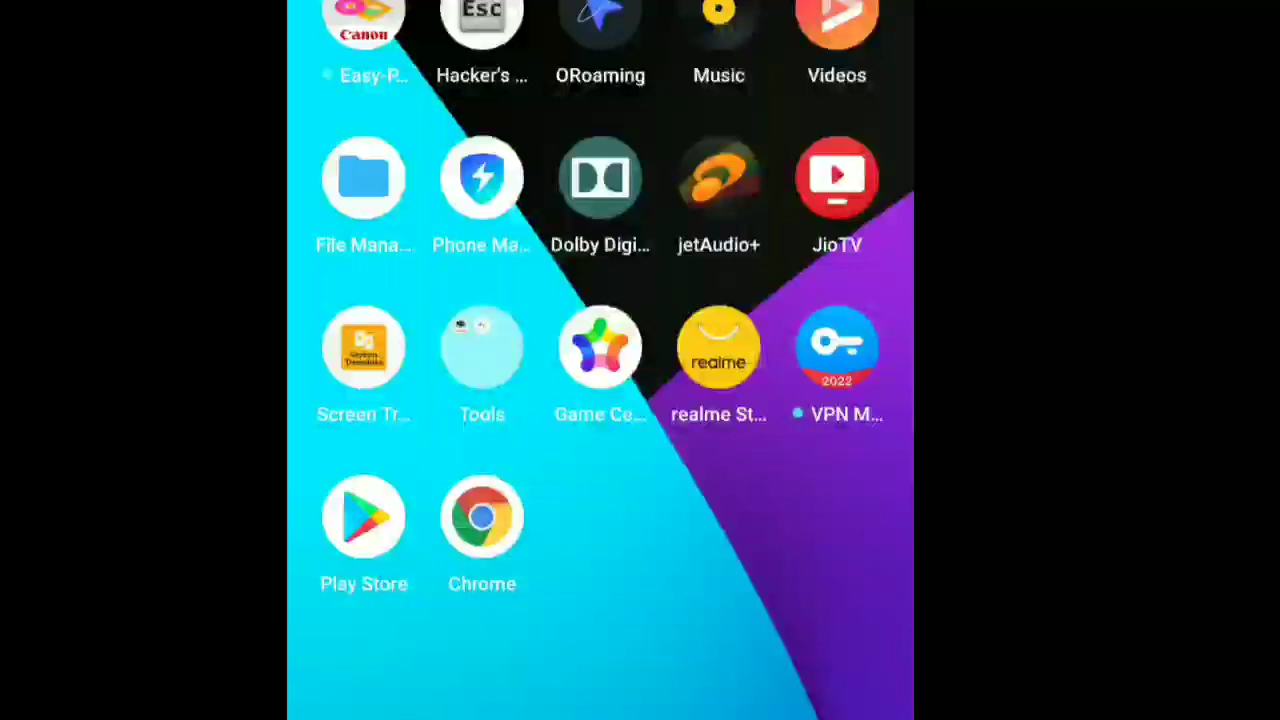 Canon
Esc
Easy-P...
Hacker's ...
ORoaming
Music
Videos
File Mana...
Phone Ma...
Dolby Digi...
jetAudio+
JioTV
realme
2022
Screen Tr...
Tools
Game Ce...
realme St...
VPN M...
Play Store
Chrome